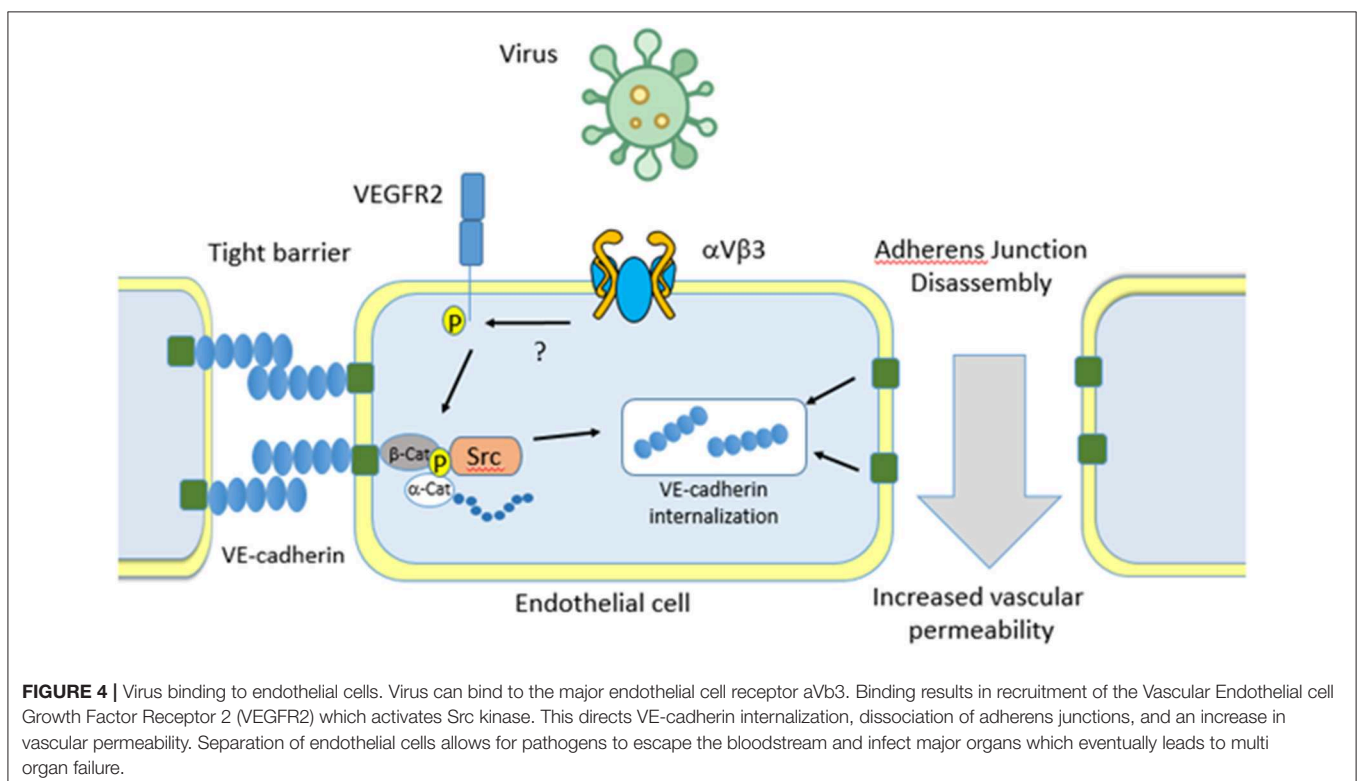 Virus
VEGFR2
Tight barrier
αVβ3
Adherens Junction
Disassembly
P
?
β-Cat
P
Src
α-Cat
VE-cadherin
internalization
VE-cadherin
Endothelial cell
Increased vascular
permeability
FIGURE 4 | Virus binding to endothelial cells. Virus can bind to the major endothelial cell receptor aVb3. Binding results in recruitment of the Vascular Endothelial cell
Growth Factor Receptor 2 (VEGFR2) which activates Src kinase. This directs VE-cadherin internalization, dissociation of adherens junctions, and an increase in
vascular permeability. Separation of endothelial cells allows for pathogens to escape the bloodstream and infect major organs which eventually leads to multi
organ failure.